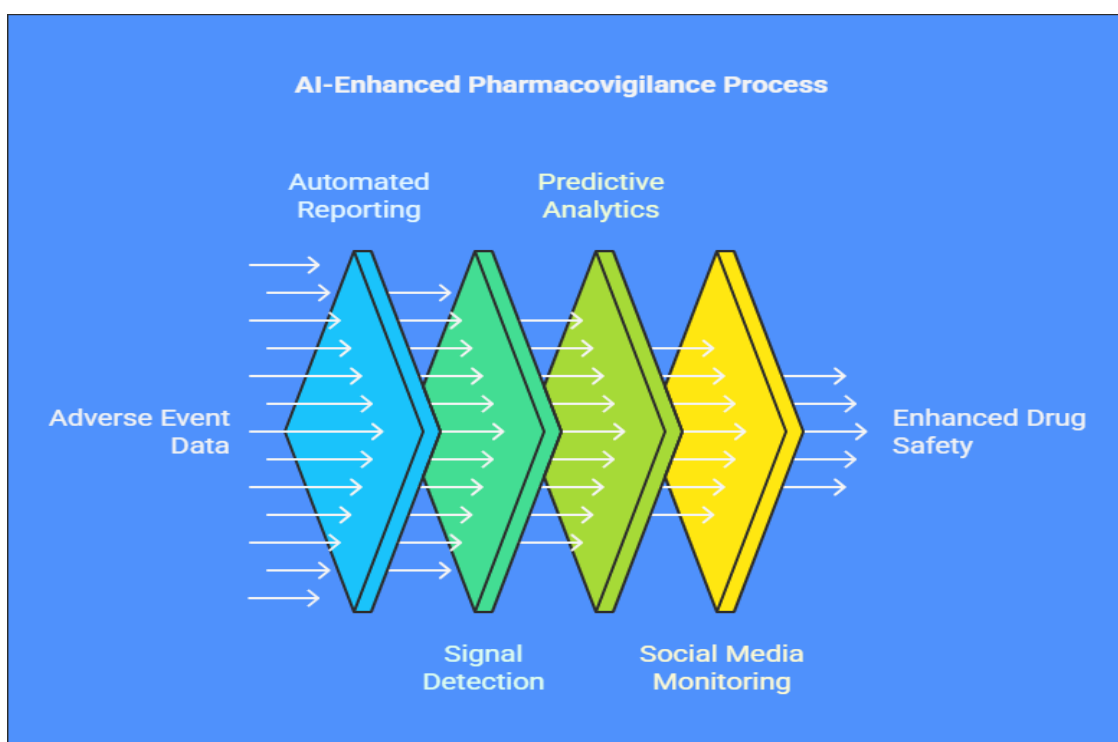 AI-Enhanced Pharmacovigilance Process
Automated
Reporting
Predictive
Analytics
Adverse Event
Data
Enhanced Drug
Safety
Signal
Detection
Social Media
Monitoring